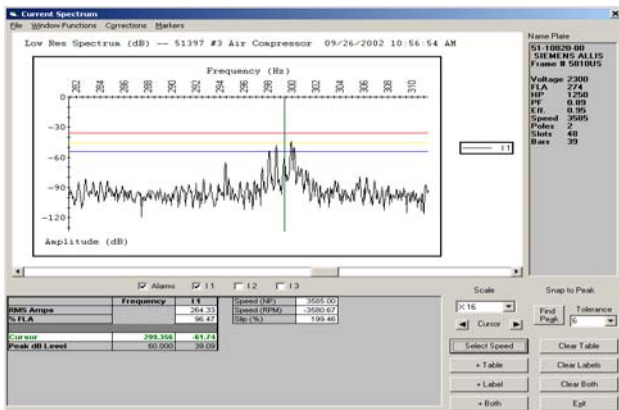 Current Spectrum
File Window Functions Corrections Markers
Low Res Spectrum (dB) -- 51397 #3 Air Compressor 09/26/2002 10:56:54 AM
Frequency (Hz)
282 284 286 288 290 292 294 296 298 300 302 304 306 308 310
0
-30
-60
-90
-120
Amplitude (dB)
I1
Name Plate
51-10020-00
SIEMENS ALLIS
Frame # 5810US
Voltage 2300
FLA 274
HP 1250
PF 0.89
Eff. 0.95
Speed 3585
Poles 2
Slots 48
Bars 39
Alarms I1 I2 I3
Frequency I1
RMS Amps 264.33
% FLA 96.47
Cursor 299.356 -61.74
Peak dB Level 60.000 39.09
Speed (NP) 3585.00
Speed (RPM) -3580.67
Slip (%) 199.46
Scale
X 16
Cursor
Snap to Peak
Find Peak
Tolerance
6
Select Speed
Clear Table
+ Table
Clear Labels
+ Label
Clear Both
+ Both
Exit